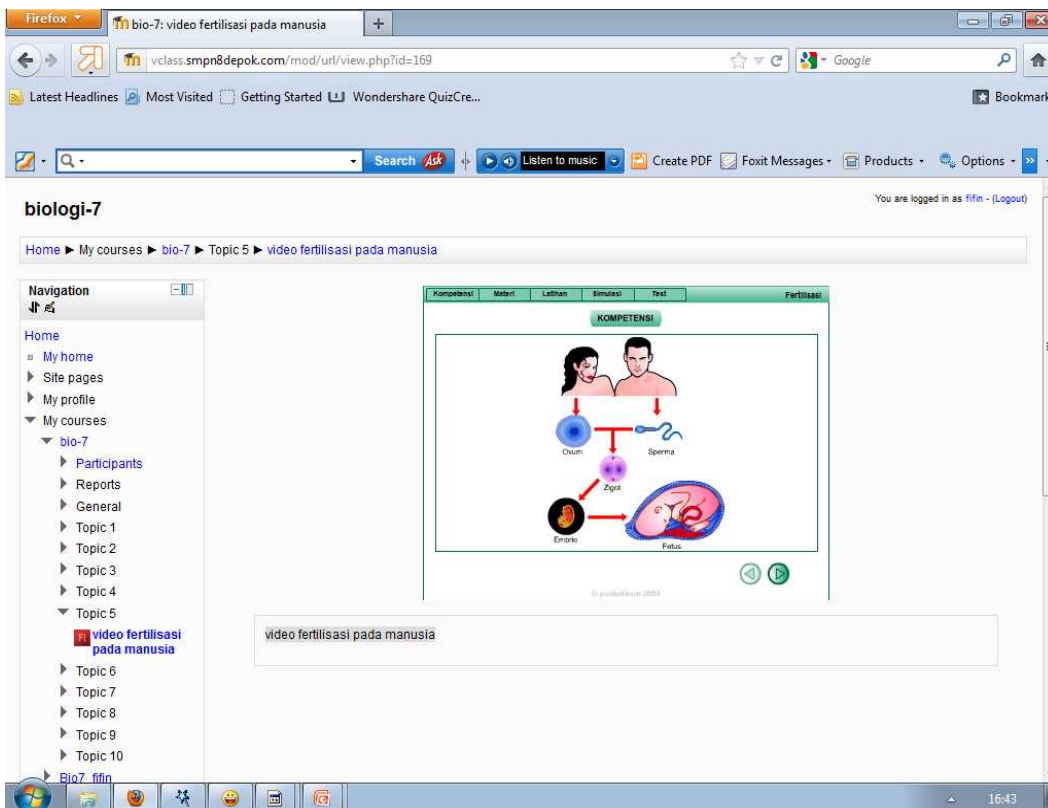 Firefox
bio-7: video fertilisasi pada manusia
vclass.smpn8depok.com/mod/url/view.php?id=169
Google
Latest Headlines Most Visited Getting Started Wondershare QuizCre...
Bookmark
Search Ask Listen to music Create PDF Foxit Messages Products Options
You are logged in as fifin - (Logout)
biologi-7
Home ► My courses ► bio-7 ► Topic 5 ► video fertilisasi pada manusia
Navigation
Home
My home
Site pages
My profile
My courses
bio-7
Participants
Reports
General
Topic 1
Topic 2
Topic 3
Topic 4
Topic 5
video fertilisasi
pada manusia
Topic 6
Topic 7
Topic 8
Topic 9
Topic 10
Bio7_fifin
Kompetensi Materi Latihan Simulasi Test Fertilisasi
KOMPETENSI
Ovum Sperma
Zigot
Embrio Fetus
© pustekkom 2004
video fertilisasi pada manusia
16:43